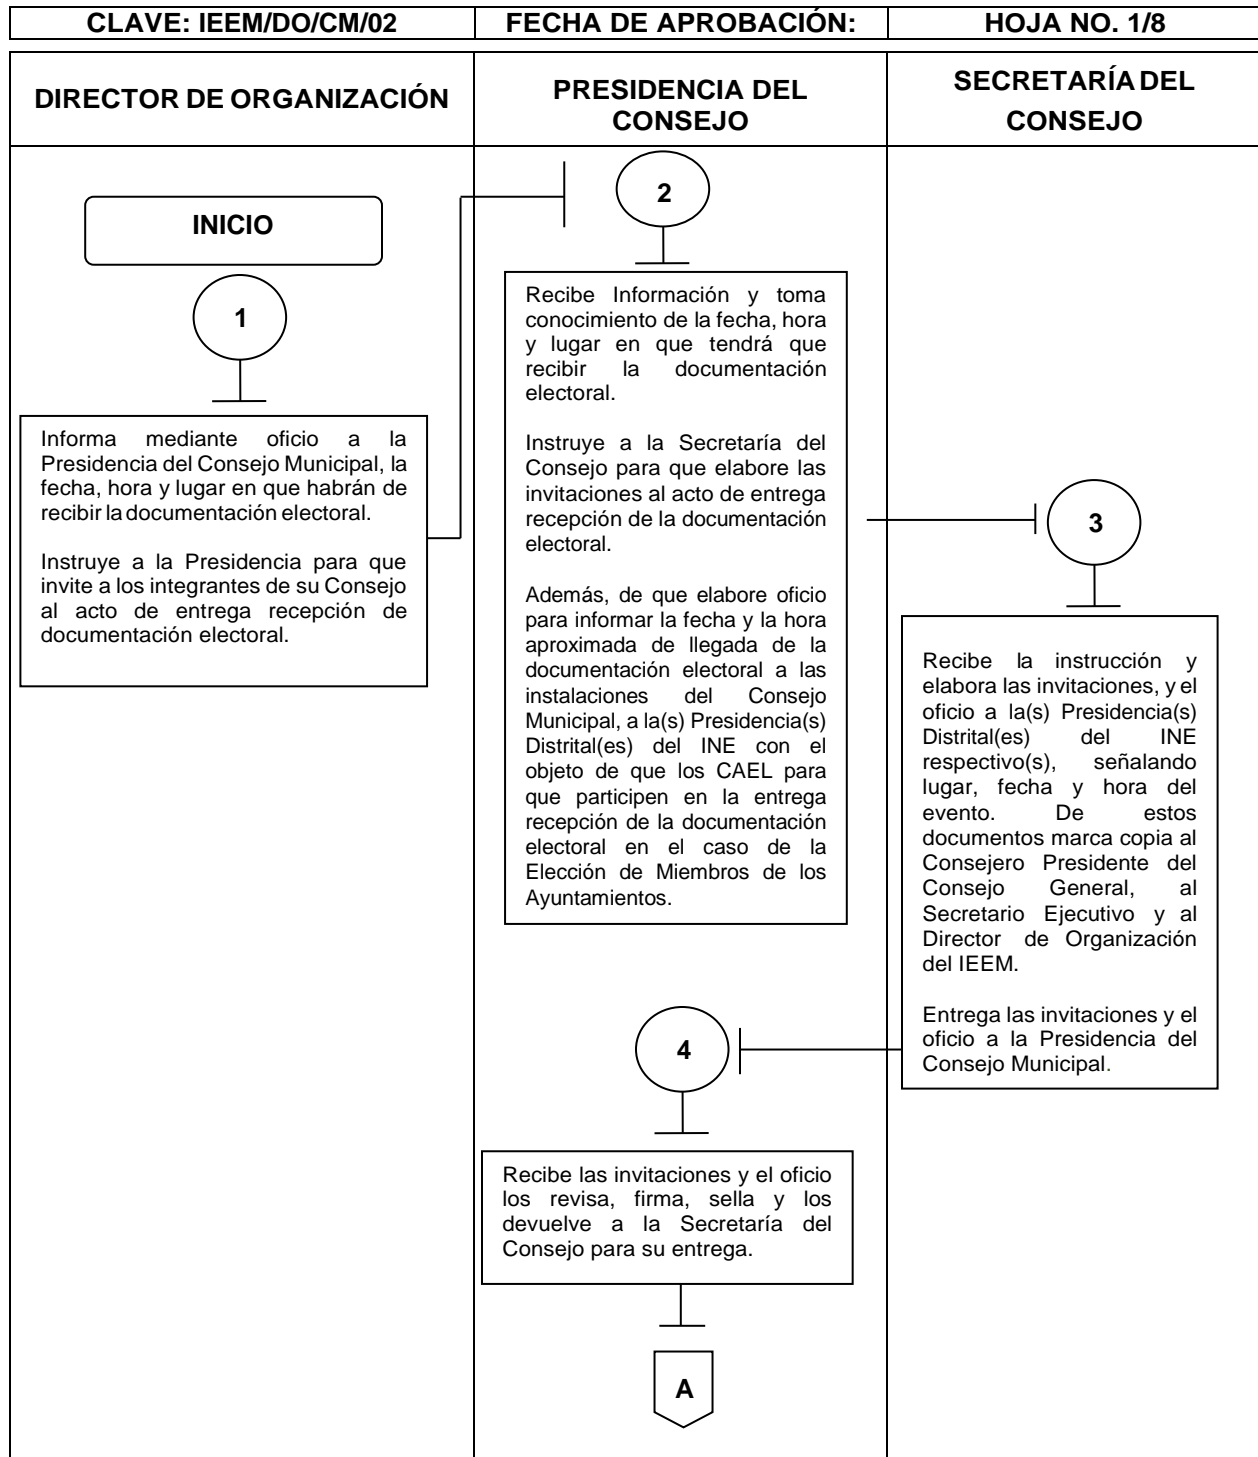 CLAVE: IEEM/DO/CM/02
FECHA DE APROBACIÓN:
HOJA NO. 1/8
DIRECTOR DE ORGANIZACIÓN
PRESIDENCIA DEL
CONSEJO
SECRETARÍA DEL
CONSEJO
INICIO
1
Informa mediante oficio a la
Presidencia del Consejo Municipal, la
fecha, hora y lugar en que habrán de
recibir la documentación electoral.
Instruye a la Presidencia para que
invite a los integrantes de su Consejo
al acto de entrega recepción de
documentación electoral.
2
Recibe Información y toma
conocimiento de la fecha, hora
y lugar en que tendrá que
recibir la documentación
electoral.
Instruye a la Secretaría del
Consejo para que elabore las
invitaciones al acto de entrega
recepción de la documentación
electoral.
Además, de que elabore oficio
para informar la fecha y la hora
aproximada de llegada de la
documentación electoral a las
instalaciones del Consejo
Municipal, a la(s) Presidencia(s)
Distrital(es) del INE con el
objeto de que los CAEL para
que participen en la entrega
recepción de la documentación
electoral en el caso de la
Elección de Miembros de los
Ayuntamientos.
3
Recibe la instrucción y
elabora las invitaciones, y el
oficio a la(s) Presidencia(s)
Distrital(es) del INE
respectivo(s), señalando
lugar, fecha y hora del
evento. De estos
documentos marca copia al
Consejero Presidente del
Consejo General, al
Secretario Ejecutivo y al
Director de Organización
del IEEM.
Entrega las invitaciones y el
oficio a la Presidencia del
Consejo Municipal.
4
Recibe las invitaciones y el oficio
los revisa, firma, sella y los
devuelve a la Secretaría del
Consejo para su entrega.
A